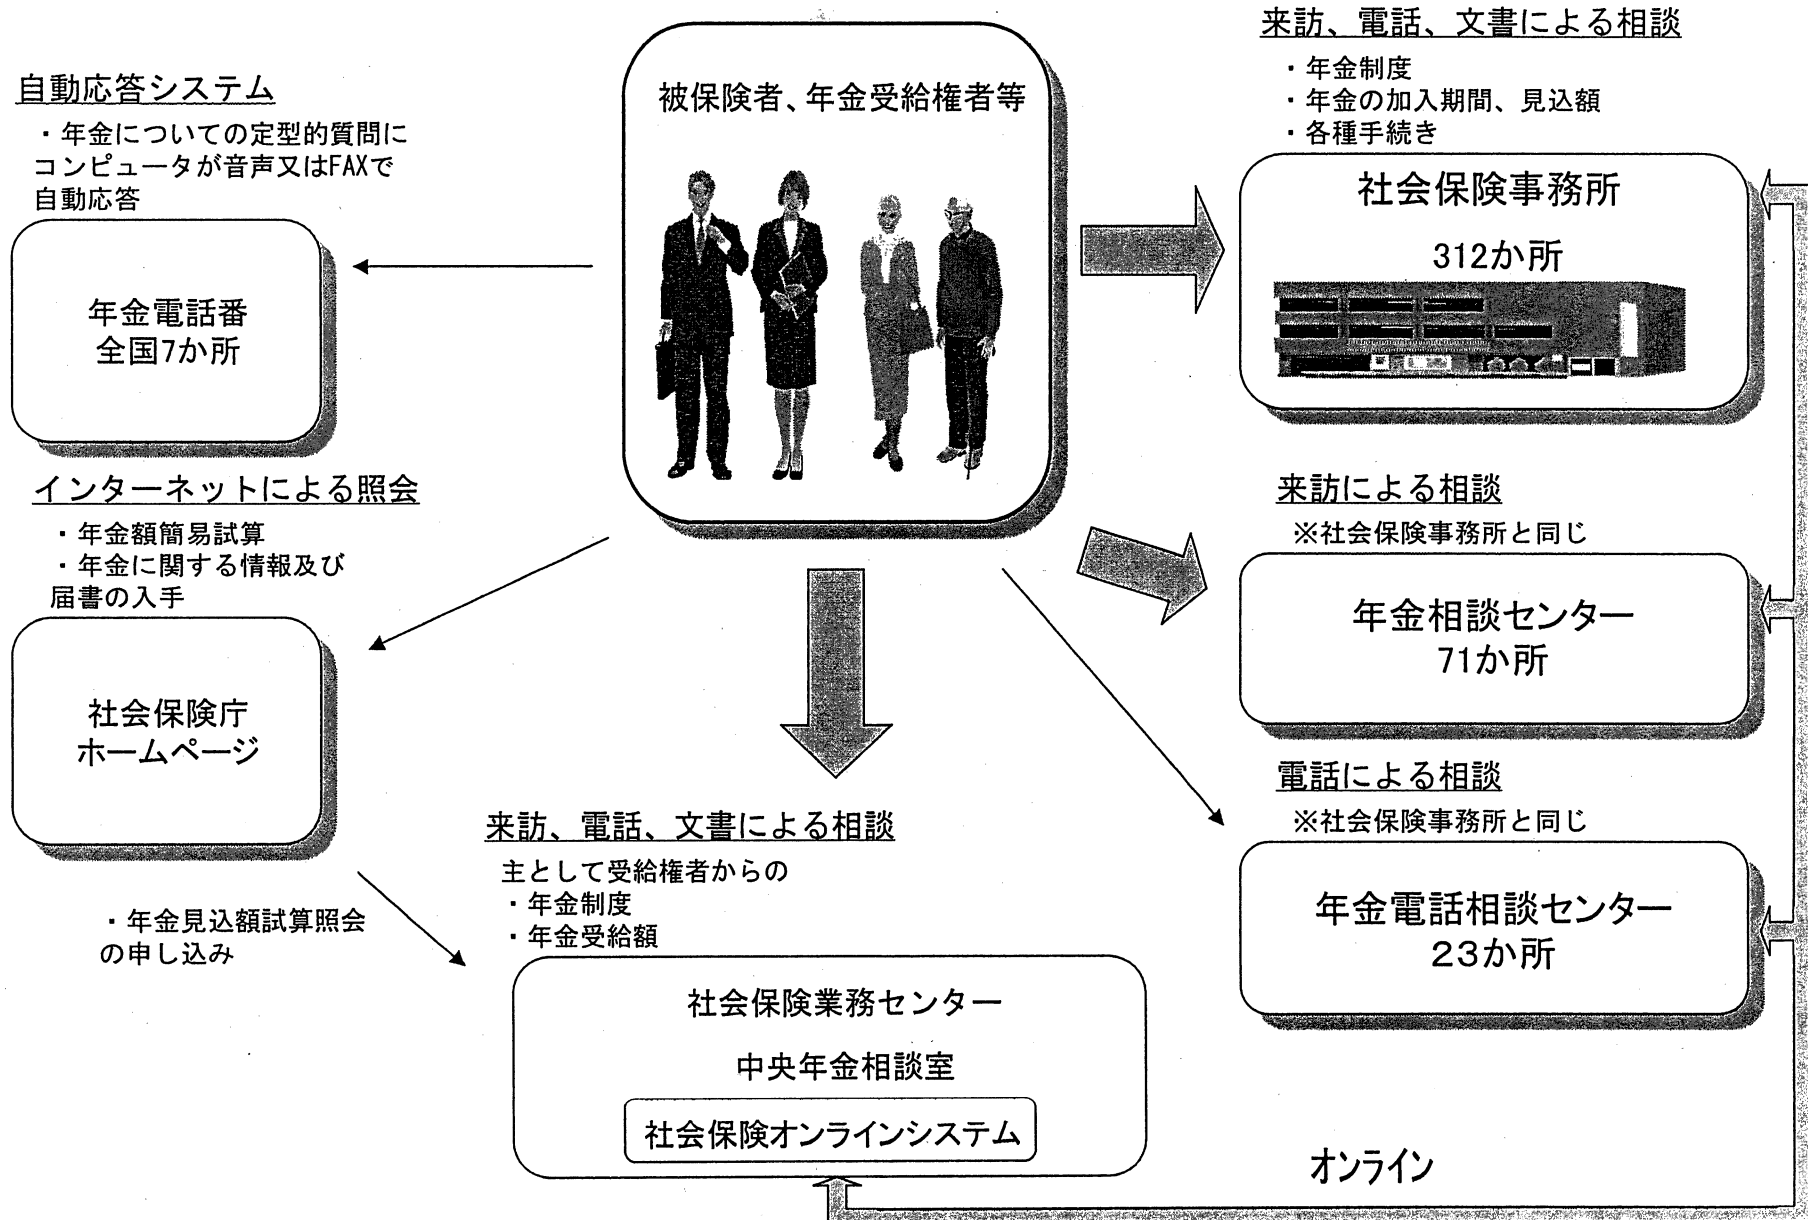 自動応答システム
・年金についての定型的質問に
コンピュータが音声又はFAXで
自動応答
年金電話番
全国7か所
インターネットによる照会
・年金額簡易試算
・年金に関する情報及び
届書の入手
社会保険庁
ホームページ
・年金見込額試算照会
の申し込み
被保険者、年金受給権者等
来訪、電話、文書による相談
主として受給権者からの
・年金制度
・年金受給額
社会保険業務センター
中央年金相談室
社会保険オンラインシステム
来訪、電話、文書による相談
・年金制度
・年金の加入期間、見込額
・各種手続き
社会保険事務所
312か所
来訪による相談
※社会保険事務所と同じ
年金相談センター
71か所
電話による相談
※社会保険事務所と同じ
年金電話相談センター
23か所
オンライン